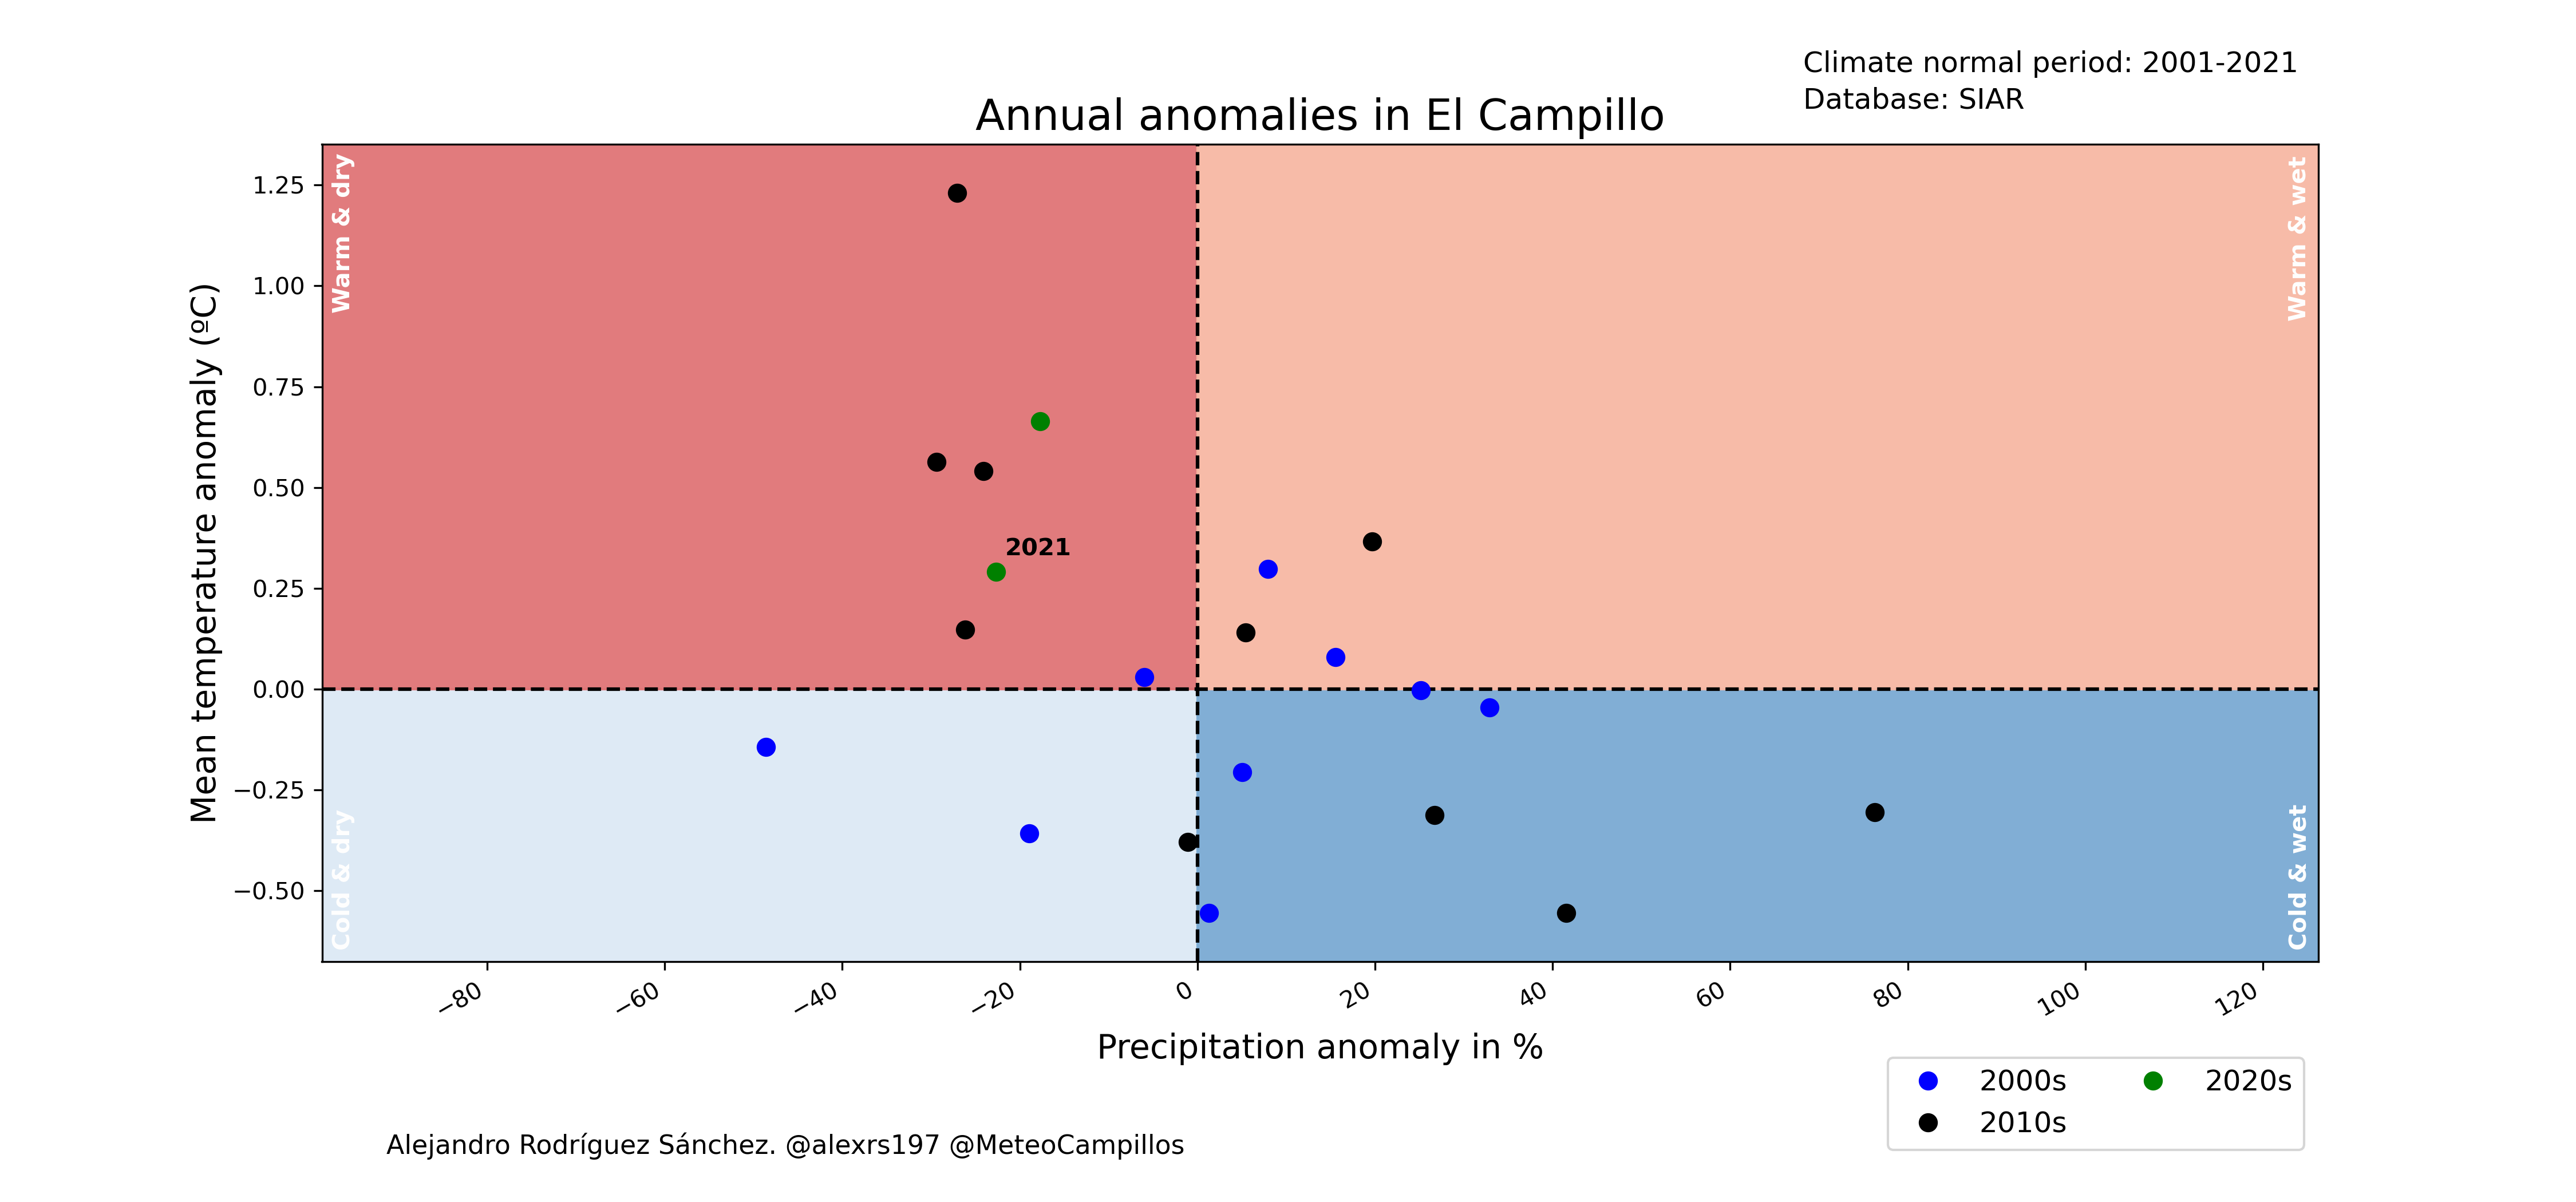 Climate normal period: 2001-2021
Database: SIAR
Annual anomalies in El Campillo
Warm & dry
Warm & wet
1.25
1.00
0.75
0.50
0.25
0.00
−0.25
−0.50
Mean temperature anomaly (ºC)
2021
Cold & dry
Cold & wet
−80
−60
−40
−20
0
20
40
60
80
100
120
Precipitation anomaly in %
2000s
2020s
2010s
Alejandro Rodríguez Sánchez. @alexrs197 @MeteoCampillos